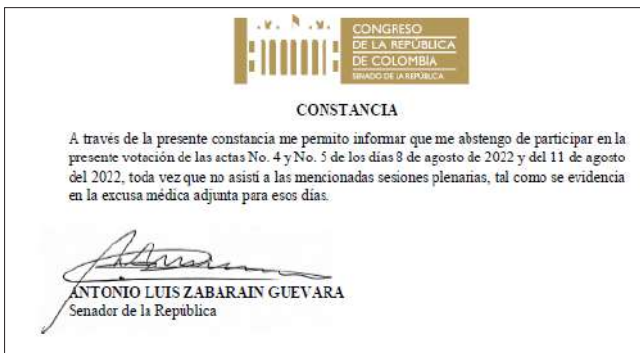 CONGRESO
DE LA REPÚBLICA
DE COLOMBIA
SENADO DE LA REPÚBLICA
CONSTANCIA
A través de la presente constancia me permito informar que me abstengo de participar en la
presente votación de las actas No. 4 y No. 5 de los días 8 de agosto de 2022 y del 11 de agosto
del 2022, toda vez que no asistí a las mencionadas sesiones plenarias, tal como se evidencia
en la excusa médica adjunta para esos días.
ANTONIO LUIS ZABARAIN GUEVARA
Senador de la República